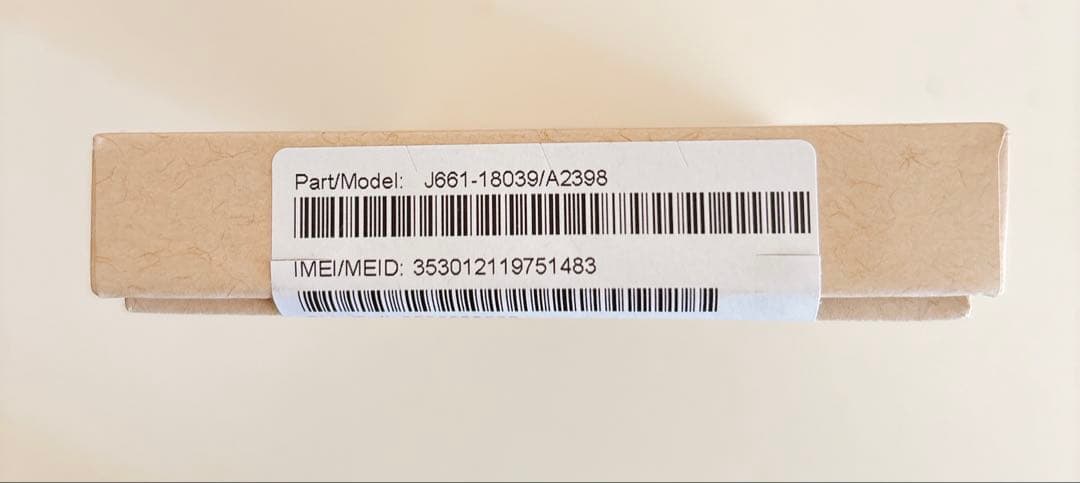 Part/Model: J661-18039/A2398
IMEI/MEID: 353012119751483